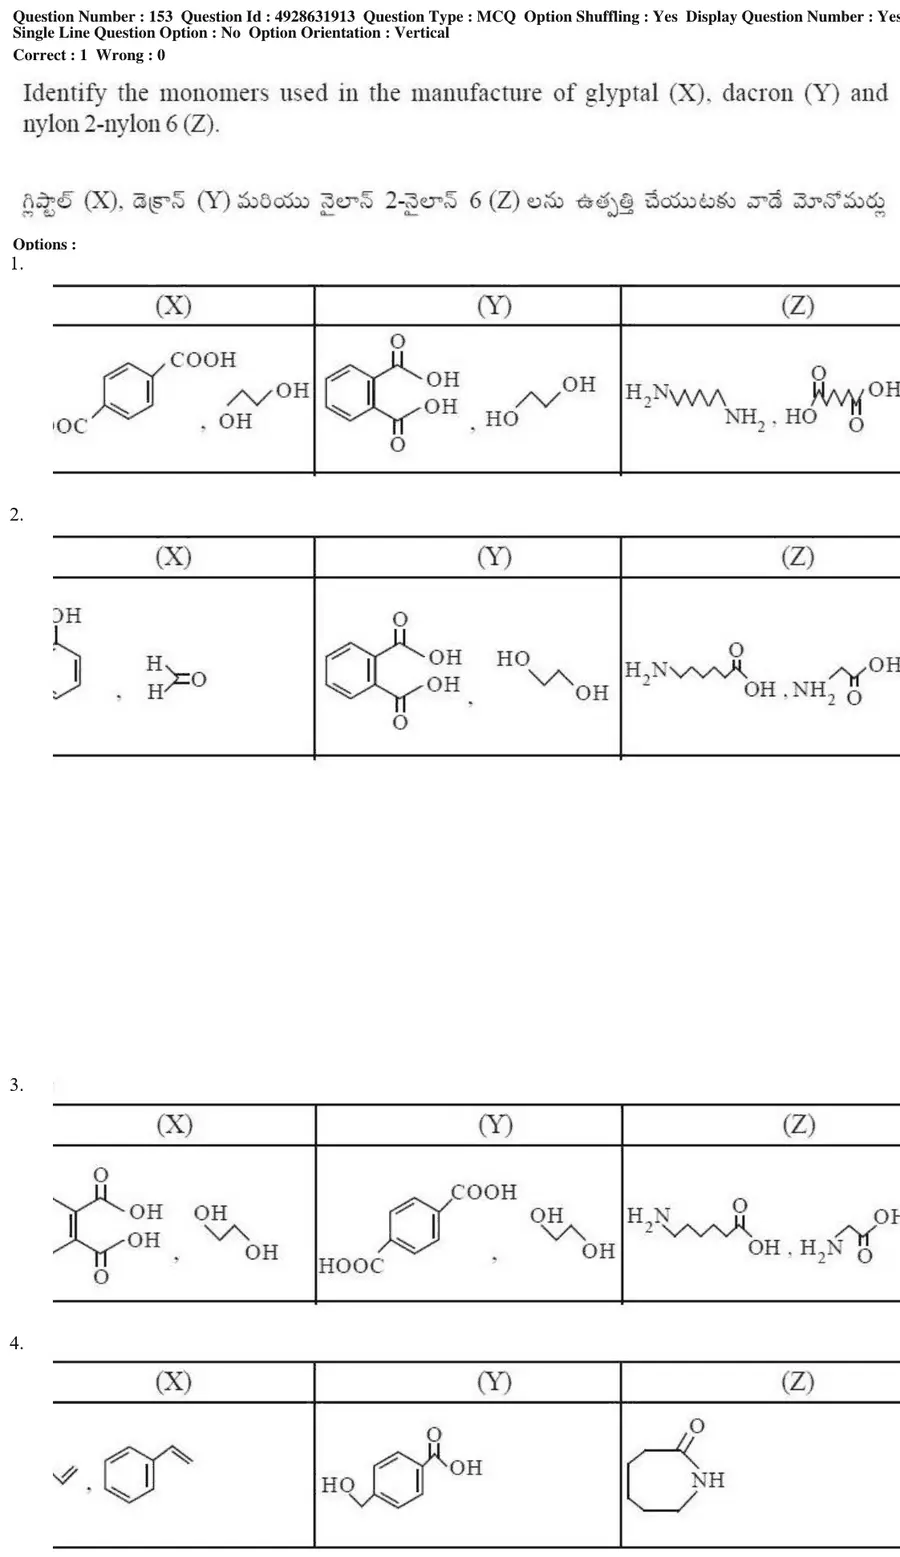 Question Number : 153 Question Id : 4928631913 Question Type : MCQ Option Shuffling : Yes Display Question Number : Yes
Single Line Question Option : No Option Orientation : Vertical
Correct : 1 Wrong : 0
Identify the monomers used in the manufacture of glyptal (X), dacron (Y) and
nylon 2-nylon 6 (Z).
గ్లిప్టాల్ (X), డెక్రాన్ (Y) మరియు నైలాన్ 2-నైలాన్ 6 (Z) లను ఉత్పత్తి చేయుటకు వాడే మోనోమర్లు
Options :
1.
(X) (Y) (Z)
COOH
OC
, OH
OH
O
OH
OH
O
, HO
OH
H2N
NH2 , HO
O
OH
O
2.
(X) (Y) (Z)
OH
,
H
H
O
O
OH
OH
O
,
HO
OH
H2N
O
OH , NH2
O
OH
3.
(X) (Y) (Z)
O
OH
OH
O
,
OH
OH
COOH
HOOC
,
OH
OH
H2N
O
OH , H2N
O
OH
4.
(X) (Y) (Z)
,
HO
O
OH
O
NH